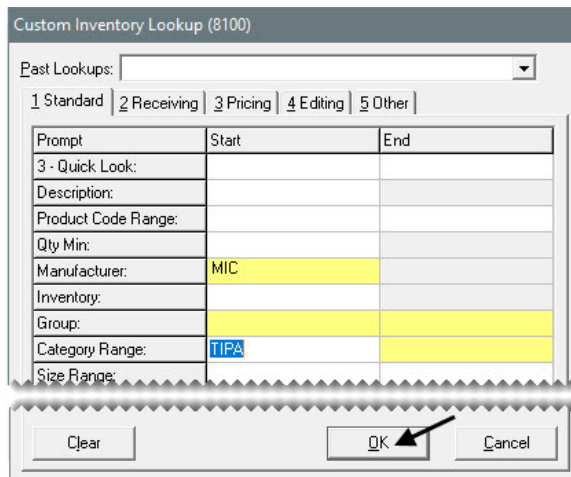 Custom Inventory Lookup (8100)
Past Lookups:
1 Standard 2 Receiving 3 Pricing 4 Editing 5 Other
Prompt Start End
3 - Quick Look:
Description:
Product Code Range:
Qty Min:
Manufacturer: MIC
Inventory:
Group:
Category Range: TIPA
Size Range:
Clear OK Cancel